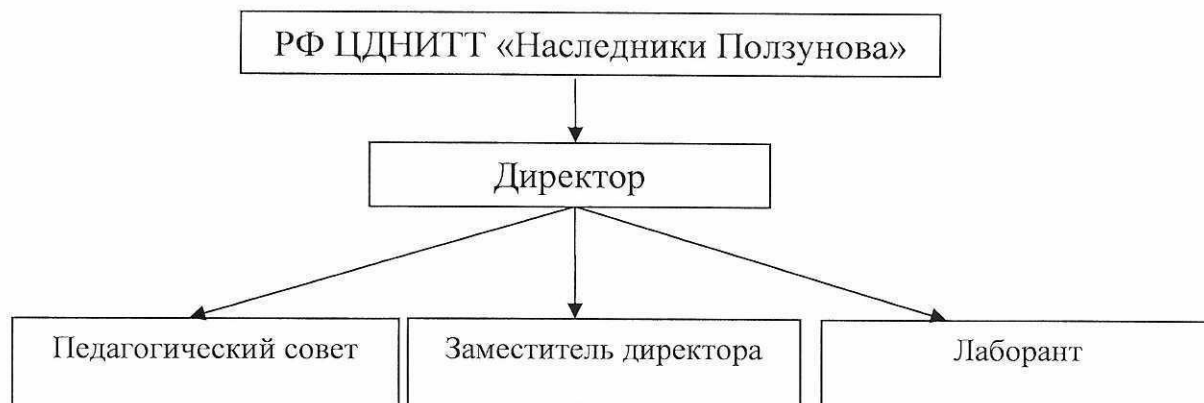 РФ ЦДНИТТ «Наследники Ползунова»
Директор
Педагогический совет
Заместитель директора
Лаборант